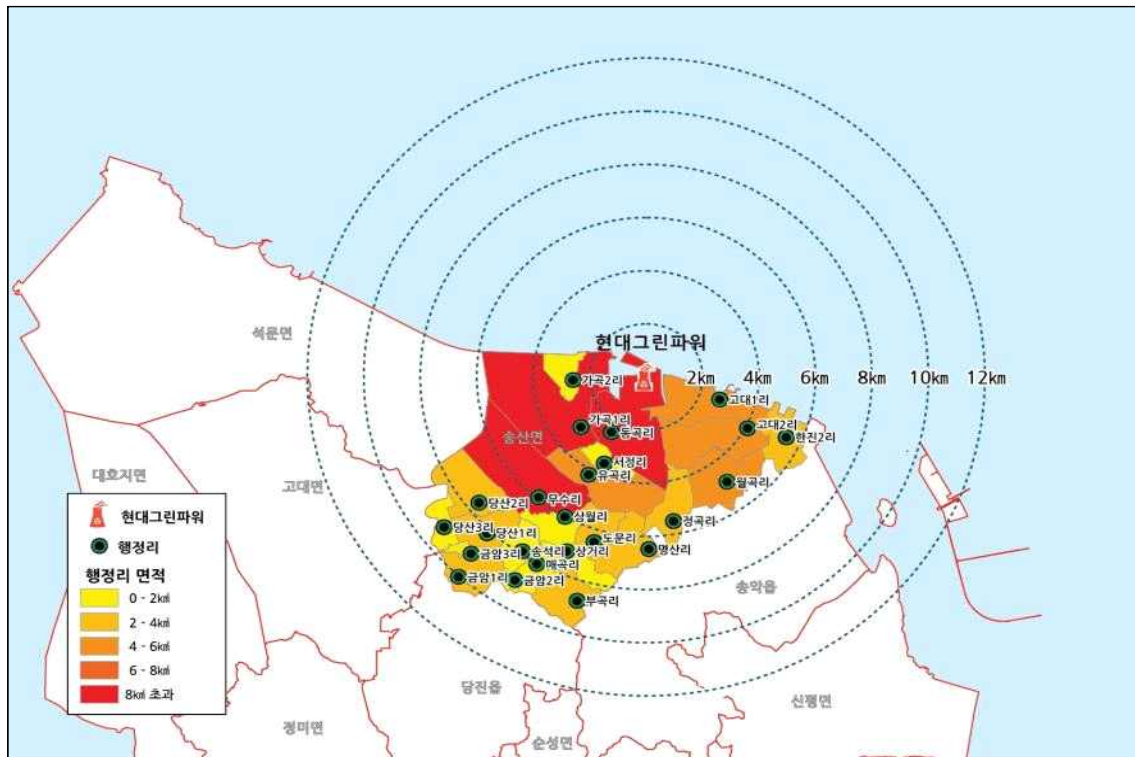 현대그린파워
2㎞ 4㎞ 6㎞ 8㎞ 10㎞ 12㎞
석문면
가곡2리
고대1리
가곡1리
동곡리
고대2리
한진2리
송산면
서정리
유곡리
월곡리
대호지면
고대면
당산2리
무수리
상월리
정곡리
당산3리
당산1리
도문리
명산리
금암3리
송석리
상거리
매곡리
금암1리
금암2리
부곡리
송악읍
당진읍
신평면
정미면
순성면
현대그린파워
행정리
행정리 면적
0 - 2㎢
2 - 4㎢
4 - 6㎢
6 - 8㎢
8㎢ 초과